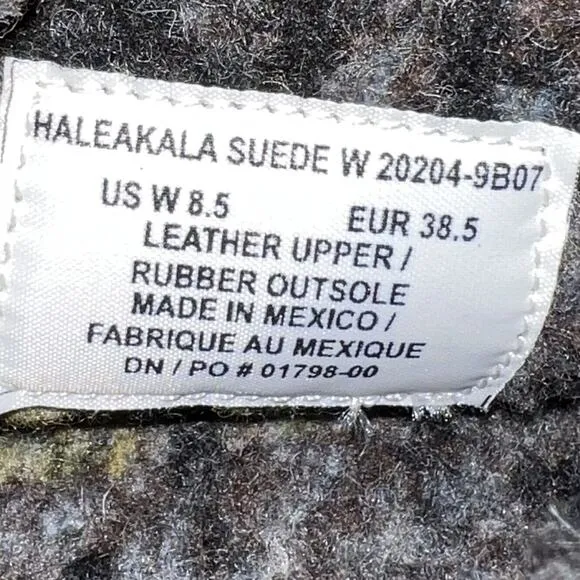 HALEAKALA SUEDE W 20204-9B07
US W 8.5 EUR 38.5
LEATHER UPPER /
RUBBER OUTSOLE
MADE IN MEXICO /
FABRIQUE AU MEXIQUE
DN / PO # 01798-00